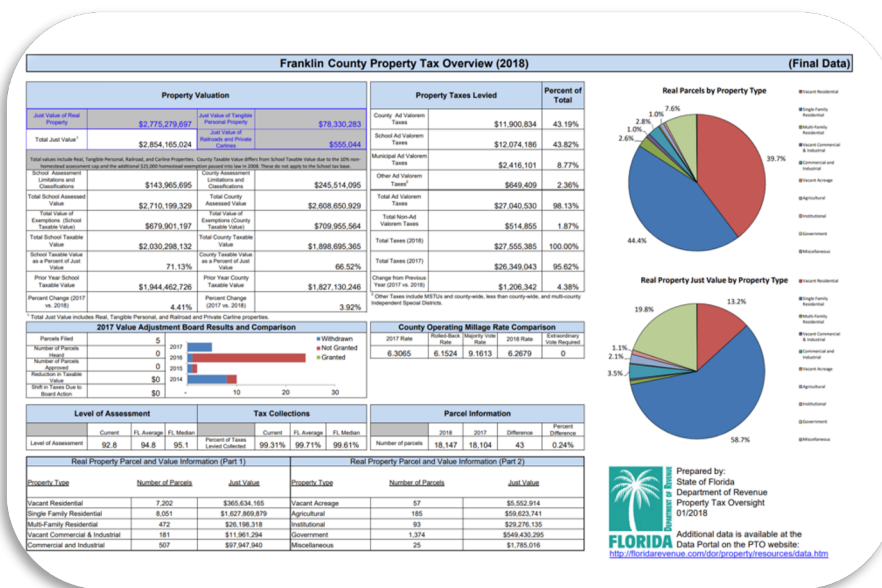 Franklin County Property Tax Overview (2018) (Final Data)
Property Valuation
Just Value of Real Property $2,775,279,697 Just Value of Tangible Personal Property $78,330,283
Total Just Value¹ $2,854,165,024 Just Value of Railroads and Private Carlines $555,044
Total values include Real, Tangible Personal, Railroad, and Carline Properties. County Taxable Value differs from School Taxable Value due to the 10% non-
homestead assessment cap and the additional $25,000 homestead exemption passed into law in 2008. These do not apply to the School tax base.
School Assessment Limitations and Classifications $143,965,695 County Assessment Limitations and Classifications $245,514,095
Total School Assessed Value $2,710,199,329 Total County Assessed Value $2,608,650,929
Total Value of Exemptions (School Taxable Value) $679,901,197 Total Value of Exemptions (County Taxable Value) $709,955,564
Total School Taxable Value $2,030,298,132 Total County Taxable Value $1,898,695,365
School Taxable Value as a Percent of Just Value 71.13% County Taxable Value as a Percent of Just Value 66.52%
Prior Year School Taxable Value $1,944,462,726 Prior Year County Taxable Value $1,827,130,246
Percent Change (2017 vs. 2018) 4.41% Percent Change (2017 vs. 2018) 3.92%
¹ Total Just Value includes Real, Tangible Personal, and Railroad and Private Carline properties.
Property Taxes Levied Percent of Total
County Ad Valorem Taxes $11,900,834 43.19%
School Ad Valorem Taxes $12,074,186 43.82%
Municipal Ad Valorem Taxes $2,416,101 8.77%
Other Ad Valorem Taxes² $649,409 2.36%
Total Ad Valorem Taxes $27,040,530 98.13%
Total Non-Ad Valorem Taxes $514,855 1.87%
Total Taxes (2018) $27,555,385 100.00%
Total Taxes (2017) $26,349,043 95.62%
Change from Previous Year (2017 vs. 2018) $1,206,342 4.38%
² Other Taxes include MSTUs and county-wide, less than county-wide, and multi-county
Independent Special Districts.
2017 Value Adjustment Board Results and Comparison
Parcels Filed 5
Number of Parcels Heard 0
Number of Parcels Approved 0
Reduction in Taxable Value $0
Shift in Taxes Due to Board Action $0
2017
2016
2015
2014
- 10 20 30
Withdrawn
Not Granted
Granted
County Operating Millage Rate Comparison
2017 Rate Rolled-Back Rate Majority Vote Rate 2018 Rate Extraordinary Vote Required
6.3065 6.1524 9.1613 6.2679 0
Level of Assessment Tax Collections
Current FL Average FL Median Current FL Average FL Median
Level of Assessment 92.8 94.8 95.1 Percent of Taxes Levied Collected 99.31% 99.71% 99.61%
Parcel Information
2018 2017 Difference Percent Difference
Number of parcels 18,147 18,104 43 0.24%
Real Property Parcel and Value Information (Part 1) Real Property Parcel and Value Information (Part 2)
Property Type Number of Parcels Just Value Property Type Number of Parcels Just Value
Vacant Residential 7,202 $365,634,165 Vacant Acreage 57 $5,552,914
Single Family Residential 8,051 $1,627,869,879 Agricultural 185 $59,623,741
Multi-Family Residential 472 $26,198,318 Institutional 93 $29,276,135
Vacant Commercial & Industrial 181 $11,961,294 Government 1,374 $549,430,295
Commercial and Industrial 507 $97,947,940 Miscellaneous 25 $1,785,016
Real Parcels by Property Type
39.7%
44.4%
2.6%
1.0%
2.8%
1.0%
7.6%
Vacant Residential
Single Family Residential
Multi-Family Residential
Vacant Commercial & Industrial
Commercial and Industrial
Vacant Acreage
Agricultural
Institutional
Government
Miscellaneous
Real Property Just Value by Property Type
13.2%
58.7%
3.5%
2.1%
1.1%
19.8%
Vacant Residential
Single Family Residential
Multi-Family Residential
Vacant Commercial & Industrial
Commercial and Industrial
Vacant Acreage
Agricultural
Institutional
Government
Miscellaneous
FLORIDA
DEPARTMENT OF REVENUE
Prepared by:
State of Florida
Department of Revenue
Property Tax Oversight
01/2018
Additional data is available at the
Data Portal on the PTO website:
http://floridarevenue.com/dor/property/resources/data.htm